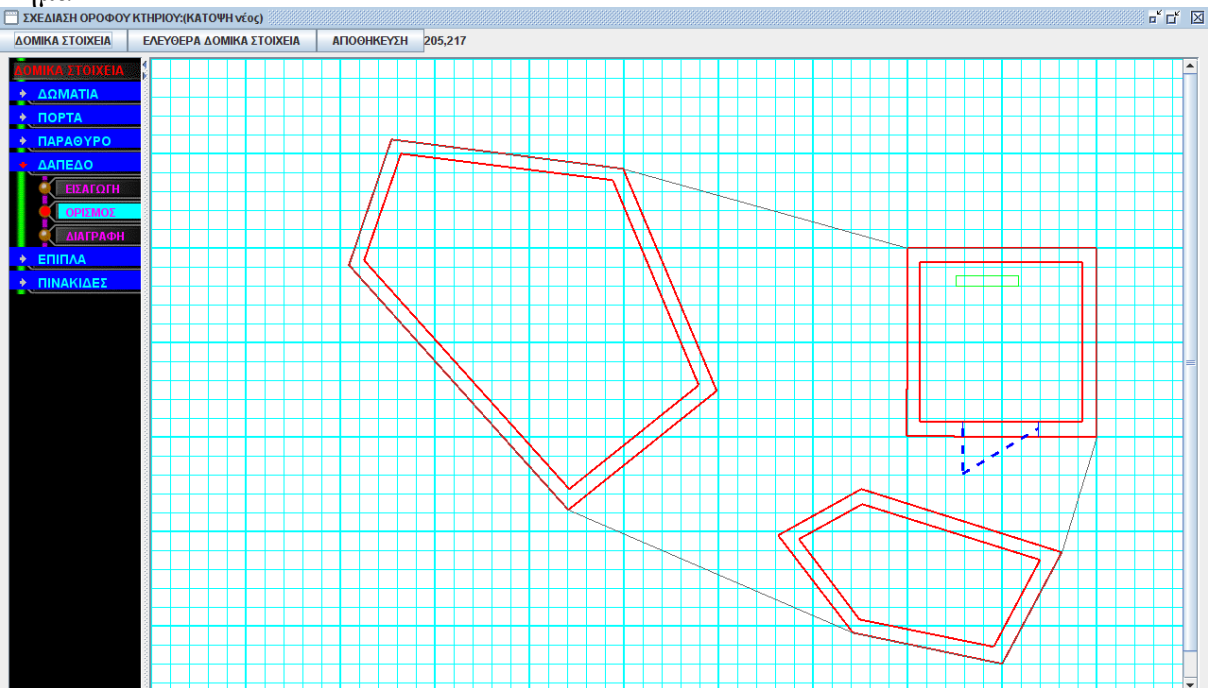 ΣΧΕΔΙΑΣΗ ΟΡΟΦΟΥ ΚΤΗΡΙΟΥ:(ΚΑΤΟΨΗ νέος)
ΔΟΜΙΚΑ ΣΤΟΙΧΕΙΑ ΕΛΕΥΘΕΡΑ ΔΟΜΙΚΑ ΣΤΟΙΧΕΙΑ ΑΠΟΘΗΚΕΥΣΗ 205,217
ΔΟΜΙΚΑ ΣΤΟΙΧΕΙΑ
ΔΩΜΑΤΙΑ
ΠΟΡΤΑ
ΠΑΡΑΘΥΡΟ
ΔΑΠΕΔΟ
ΕΙΣΑΓΩΓΗ
ΟΡΙΣΜΟΣ
ΔΙΑΓΡΑΦΗ
ΕΠΙΠΛΑ
ΠΙΝΑΚΙΔΕΣ